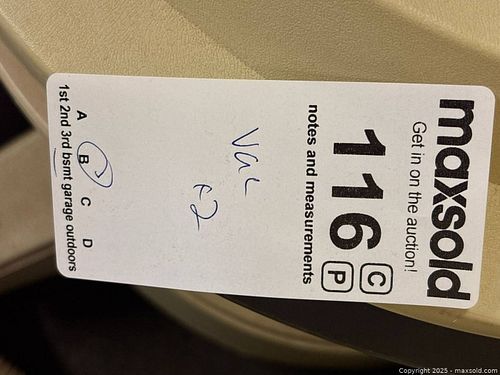 maxsold
Get in on the auction!
116 C P
notes and measurements
Vac
A B C D
1st 2nd 3rd bsmt garage outdoors
Copyright 2025 - maxsold.com